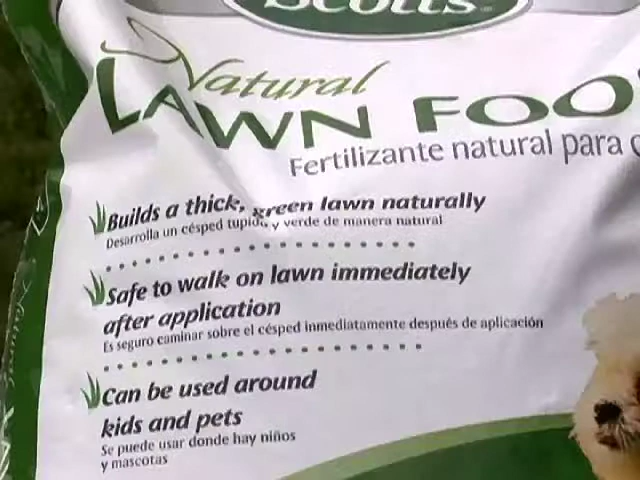 Scotts
Natural
LAWN FOO
Fertilizante natural para
Builds a thick, green lawn naturally
Desarrolla un césped tupido y verde de manera natural
Safe to walk on lawn immediately
after application
Es seguro caminar sobre el césped inmediatamente después de aplicación
Can be used around
kids and pets
Se puede usar donde hay niños
y mascotas